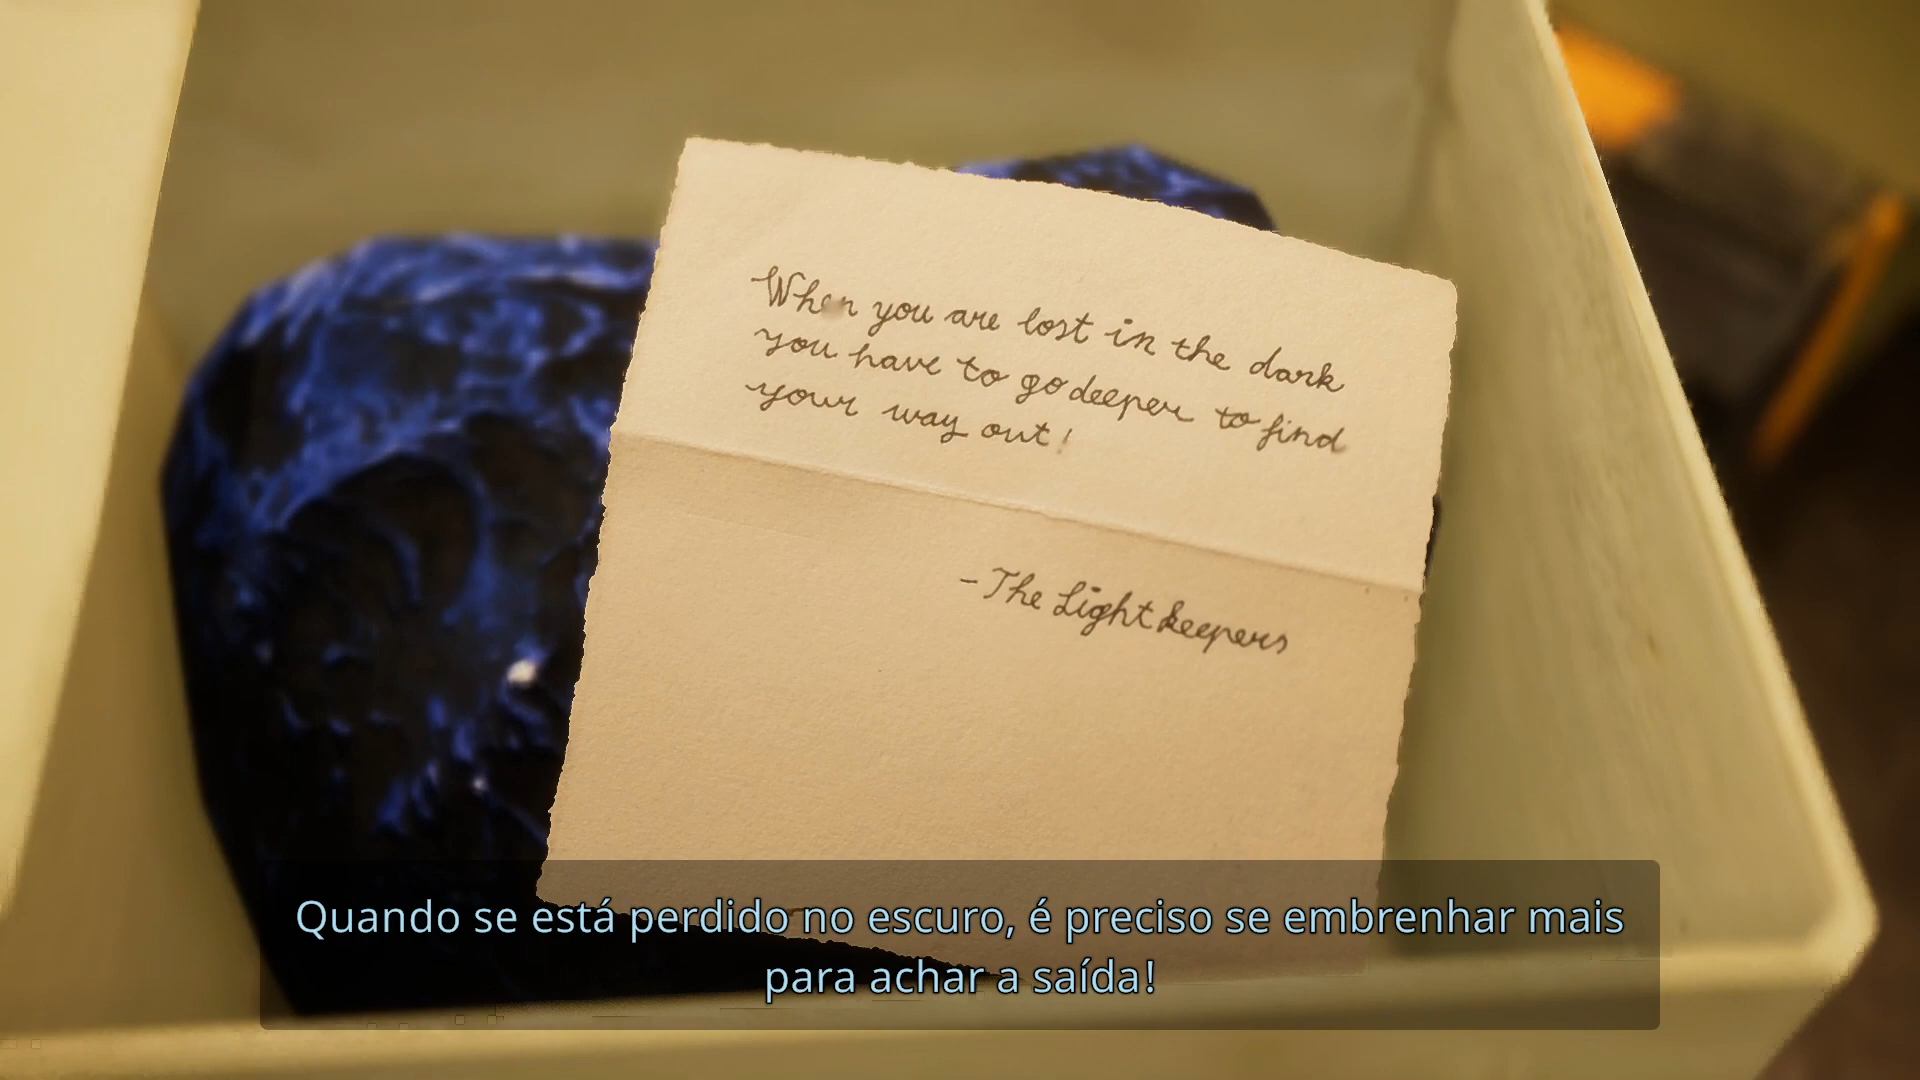 When you are lost in the dark
you have to go deeper to find
your way out!
- The Lightkeepers
Quando se está perdido no escuro, é preciso se embrenhar mais
para achar a saída!